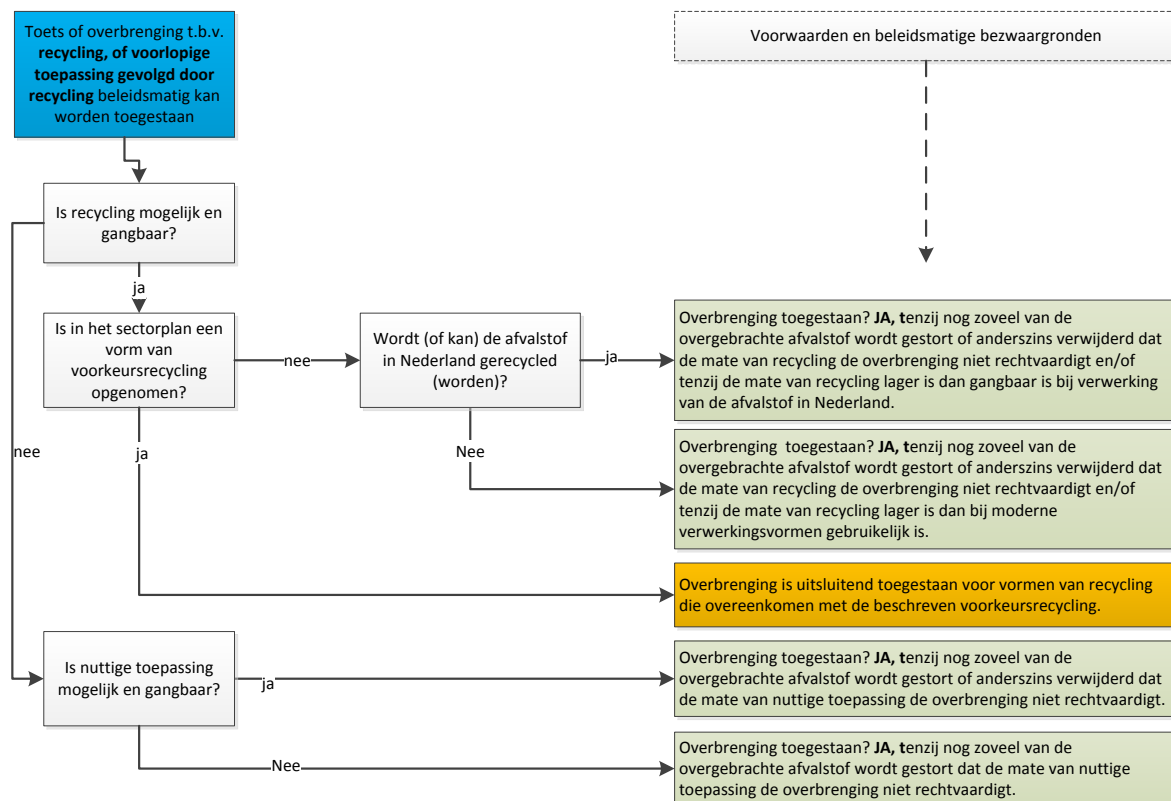 Toets of overbrenging t.b.v.
recycling, of voorlopige
toepassing gevolgd door
recycling beleidsmatig kan
worden toegestaan
Voorwaarden en beleidsmatige bezwaargronden
Is recycling mogelijk en
gangbaar?
ja
nee
Is in het sectorplan een
vorm van
voorkeursrecycling
opgenomen?
nee
ja
Wordt (of kan) de afvalstof
in Nederland gerecycled
(worden)?
ja
Nee
Overbrenging toegestaan? JA, tenzij nog zoveel van de
overgebrachte afvalstof wordt gestort of anderszins verwijderd dat
de mate van recycling de overbrenging niet rechtvaardigt en/of
tenzij de mate van recycling lager is dan gangbaar is bij verwerking
van de afvalstof in Nederland.
Overbrenging toegestaan? JA, tenzij nog zoveel van de
overgebrachte afvalstof wordt gestort of anderszins verwijderd dat
de mate van recycling de overbrenging niet rechtvaardigt en/of
tenzij de mate van recycling lager is dan bij moderne
verwerkingsvormen gebruikelijk is.
Overbrenging is uitsluitend toegestaan voor vormen van recycling
die overeenkomen met de beschreven voorkeursrecycling.
Is nuttige toepassing
mogelijk en gangbaar?
ja
Nee
Overbrenging toegestaan? JA, tenzij nog zoveel van de
overgebrachte afvalstof wordt gestort of anderszins verwijderd dat
de mate van nuttige toepassing de overbrenging niet rechtvaardigt.
Overbrenging toegestaan? JA, tenzij nog zoveel van de
overgebrachte afvalstof wordt gestort dat de mate van nuttige
toepassing de overbrenging niet rechtvaardigt.